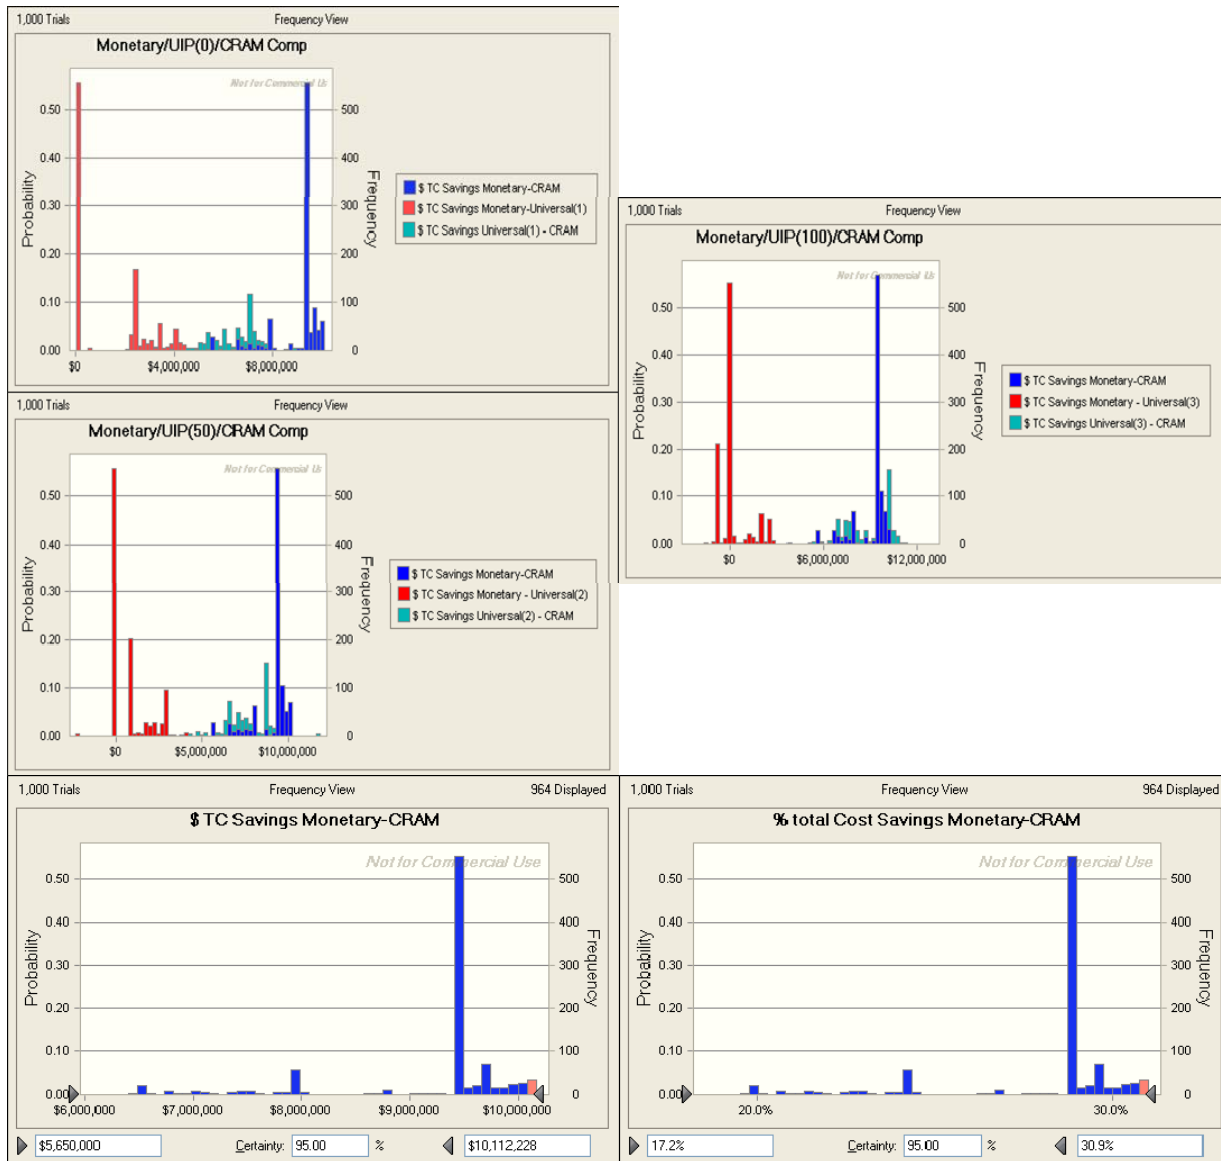 1,000 Trials Frequency View
Monetary/UIP(0)/CRAM Comp
Not for Commercial Us
0.50 500
0.40 400
0.30 300
0.20 200
0.10 100
0.00 0
Probability
Frequency
$0 $4,000,000 $8,000,000
$ TC Savings Monetary-CRAM
$ TC Savings Monetary-Universal(1)
$ TC Savings Universal(1) - CRAM
1,000 Trials Frequency View
Monetary/UIP(100)/CRAM Comp
Not for Commercial Us
0.50 500
0.40 400
0.30 300
0.20 200
0.10 100
0.00 0
Probability
Frequency
$0 $6,000,000 $12,000,000
$ TC Savings Monetary-CRAM
$ TC Savings Monetary - Universal(3)
$ TC Savings Universal(3) - CRAM
1,000 Trials Frequency View
Monetary/UIP(50)/CRAM Comp
Not for Commercial Us
0.50 500
0.40 400
0.30 300
0.20 200
0.10 100
0.00 0
Probability
Frequency
$0 $5,000,000 $10,000,000
$ TC Savings Monetary-CRAM
$ TC Savings Monetary - Universal(2)
$ TC Savings Universal(2) - CRAM
1,000 Trials Frequency View 964 Displayed
$ TC Savings Monetary-CRAM
Not for Commercial Use
0.50 500
0.40 400
0.30 300
0.20 200
0.10 100
0.00 0
Probability
Frequency
$6,000,000 $7,000,000 $8,000,000 $9,000,000 $10,000,000
$5,650,000 Certainty: 95.00 % $10,112,228
1,000 Trials Frequency View 964 Displayed
% total Cost Savings Monetary-CRAM
Not for Commercial Use
0.50 500
0.40 400
0.30 300
0.20 200
0.10 100
0.00 0
Probability
Frequency
20.0% 30.0%
17.2% Certainty: 95.00 % 30.9%